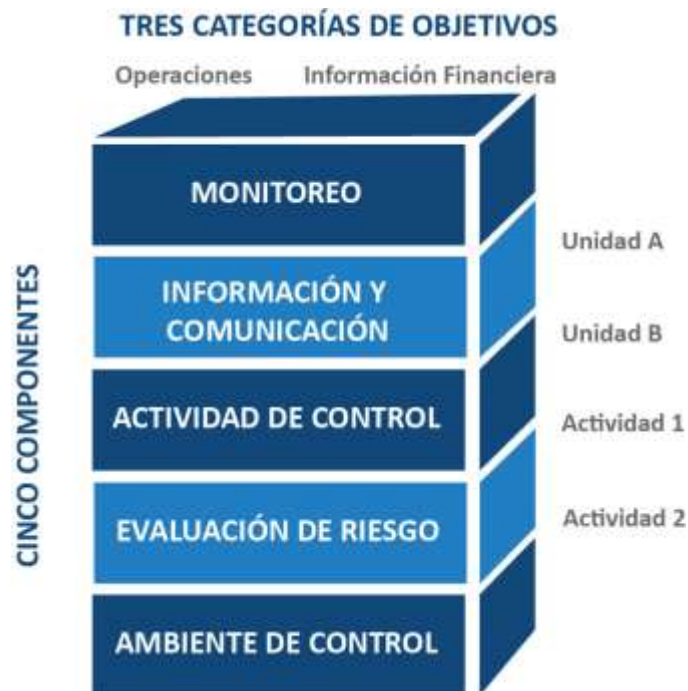 TRES CATEGORÍAS DE OBJETIVOS
Operaciones Información Financiera
MONITOREO
Unidad A
INFORMACIÓN Y
COMUNICACIÓN
Unidad B
ACTIVIDAD DE CONTROL
Actividad 1
EVALUACIÓN DE RIESGO
Actividad 2
AMBIENTE DE CONTROL
CINCO COMPONENTES